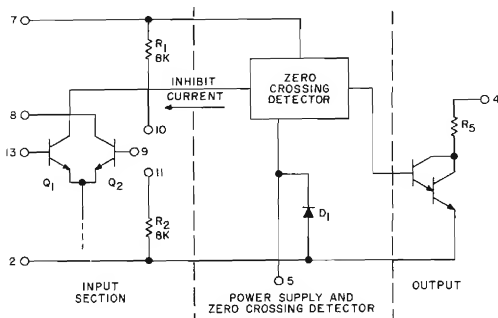 7
R1
8K
INHIBIT
CURRENT
ZERO
CROSSING
DETECTOR
4
R5
8
10
13
9
Q1
Q2
11
R2
8K
D1
2
5
INPUT
SECTION
POWER SUPPLY AND
ZERO CROSSING DETECTOR
OUTPUT